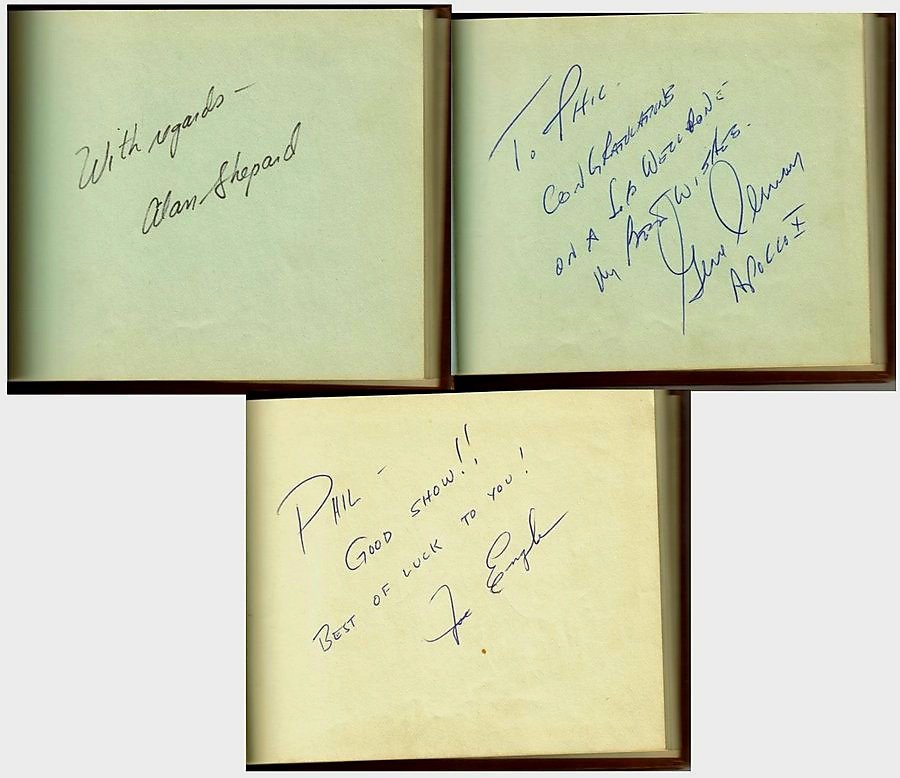 With regards —
Alan Shepard
To Phil.
CONGRATULATIONS
ON A Job WELL DONE -
My BEST WISHES.
Gene Cernan
APOLLO X
PHIL -
GOOD SHOW!!
BEST OF LUCK TO YOU!
Joe Engle